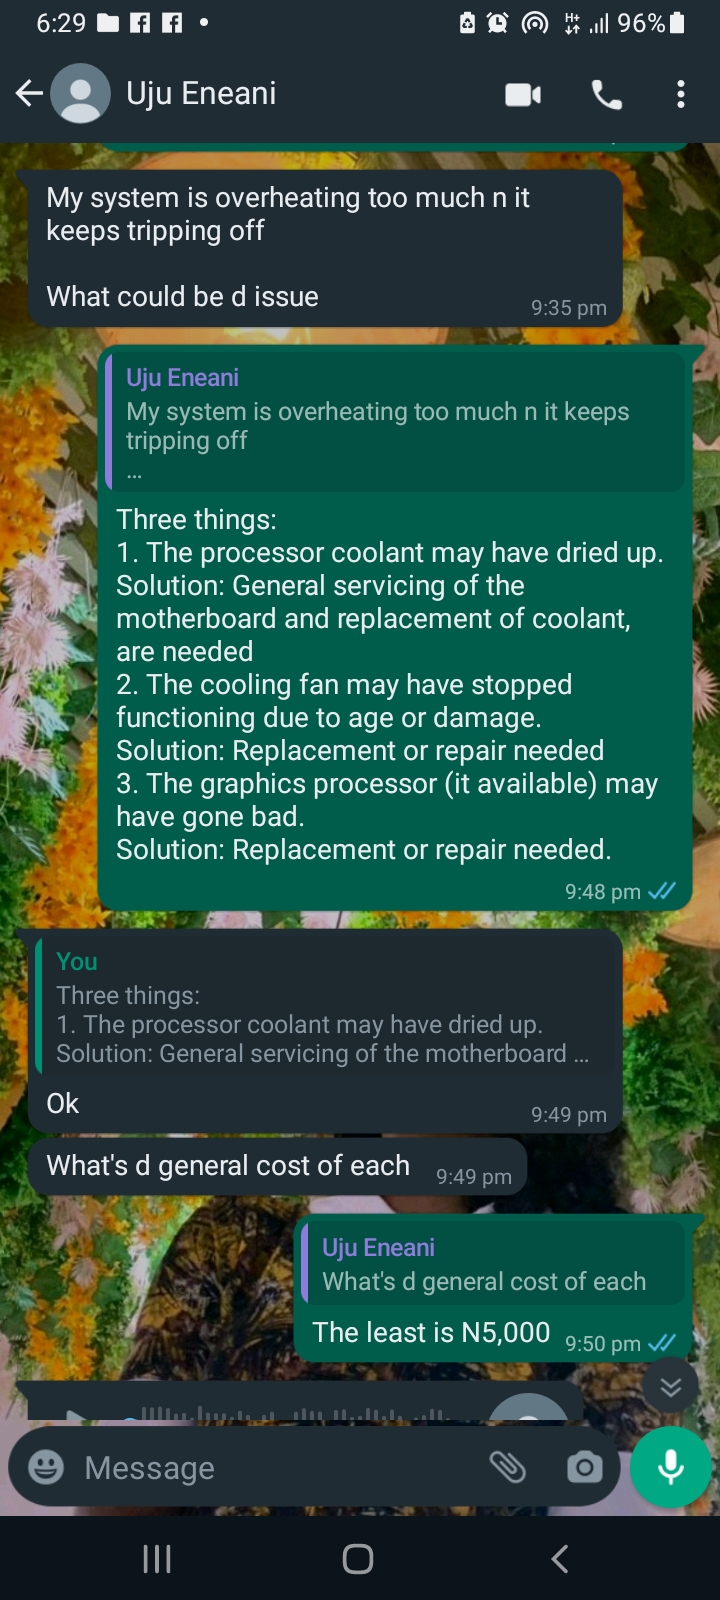 6:29
H+
96%
Uju Eneani
My system is overheating too much n it
keeps tripping off
What could be d issue
9:35 pm
Uju Eneani
My system is overheating too much n it keeps
tripping off
...
Three things:
1. The processor coolant may have dried up.
Solution: General servicing of the
motherboard and replacement of coolant,
are needed
2. The cooling fan may have stopped
functioning due to age or damage.
Solution: Replacement or repair needed
3. The graphics processor (it available) may
have gone bad.
Solution: Replacement or repair needed.
9:48 pm
You
Three things:
1. The processor coolant may have dried up.
Solution: General servicing of the motherboard ...
Ok
9:49 pm
What's d general cost of each 9:49 pm
Uju Eneani
What's d general cost of each
The least is N5,000 9:50 pm
Message